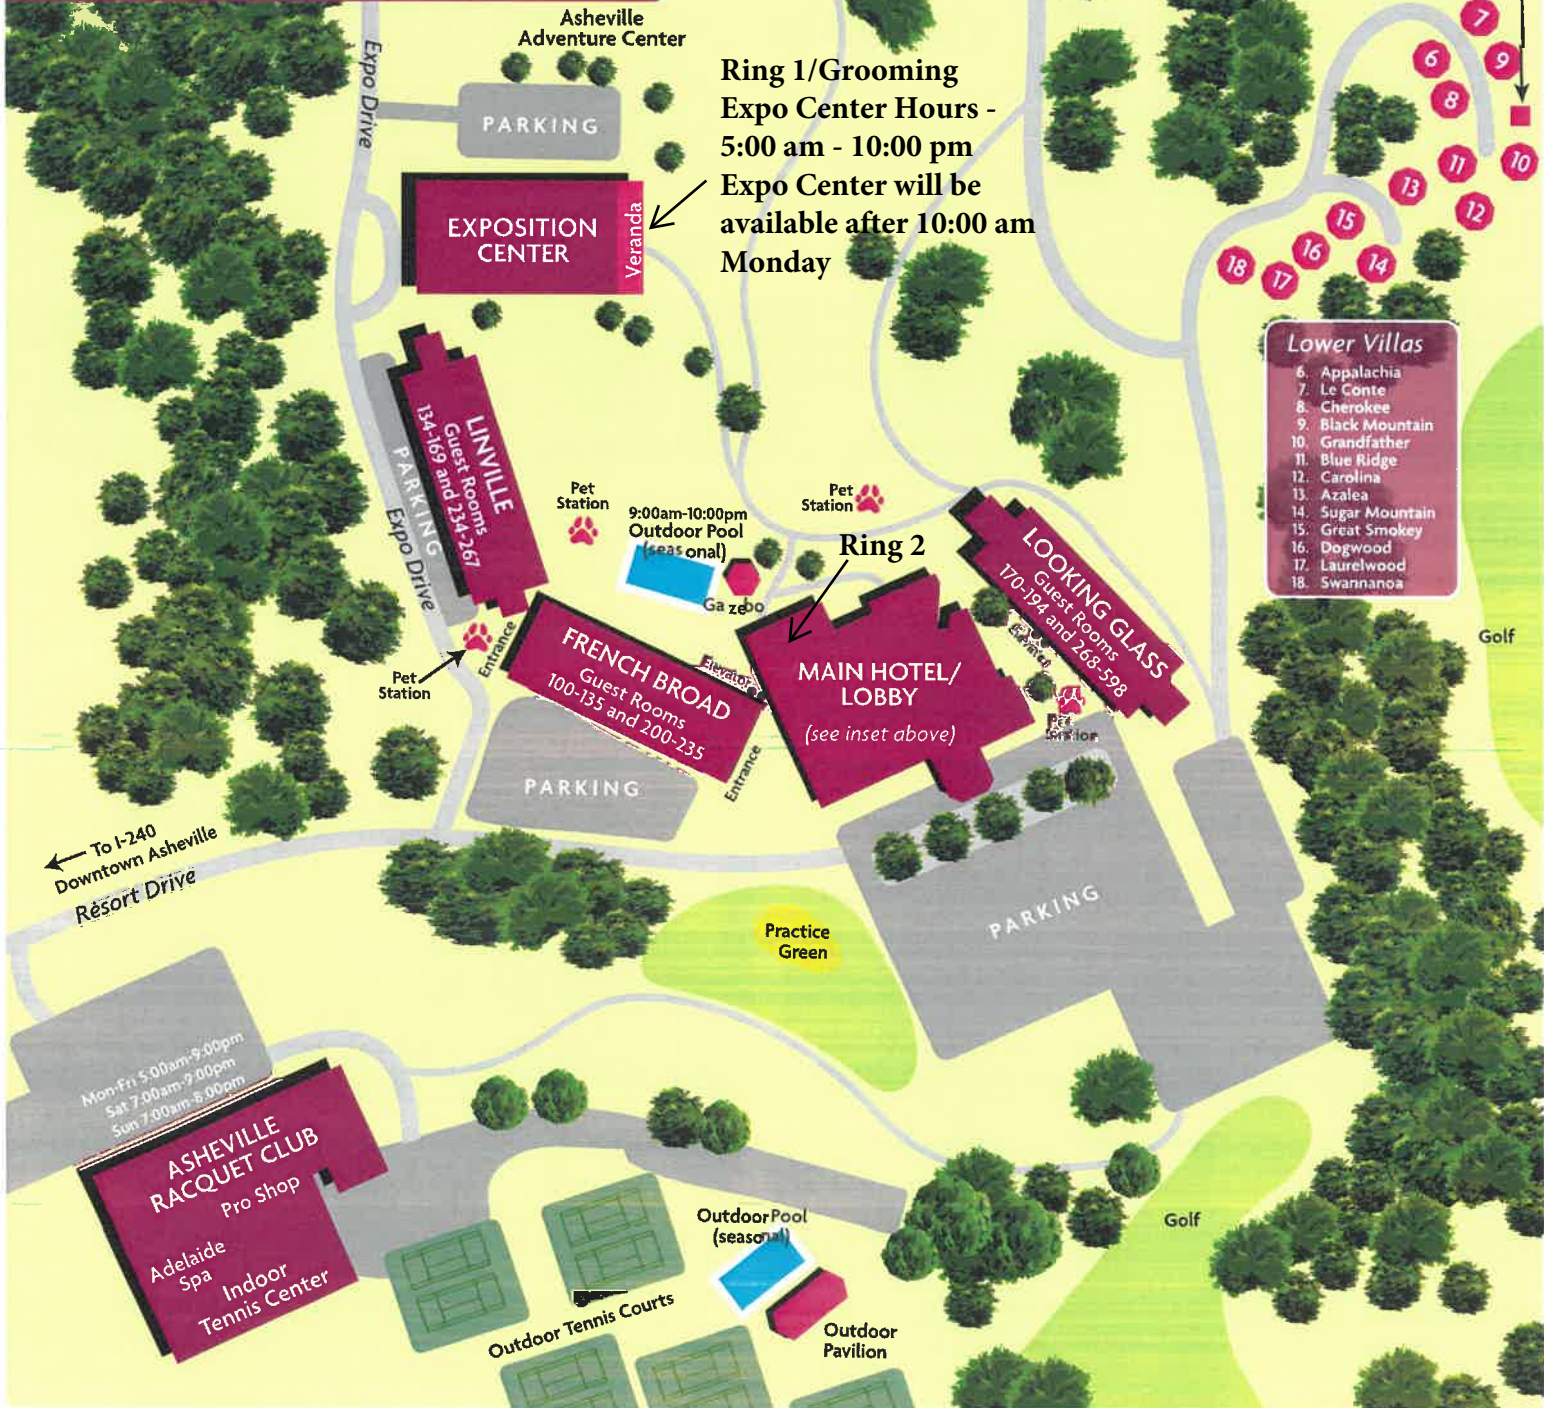 Asheville
Adventure Center
Expo Drive
PARKING
Ring 1/Grooming
Expo Center Hours -
5:00 am - 10:00 pm
Expo Center will be
available after 10:00 am
Monday
EXPOSITION
CENTER
Veranda
7
6
9
8
11
10
13
12
15
16
14
18
17
Lower Villas
6. Appalachia
7. Le Conte
8. Cherokee
9. Black Mountain
10. Grandfather
11. Blue Ridge
12. Carolina
13. Azalea
14. Sugar Mountain
15. Great Smokey
16. Dogwood
17. Laurelwood
18. Swannanoa
LINVILLE
Guest Rooms
134-169 and 234-267
PARKING
Expo Drive
Pet
Station
9:00am-10:00pm
Outdoor Pool
(seasonal)
Gazebo
Pet
Station
Ring 2
LOOKING GLASS
Guest Rooms
170-194 and 268-598
Golf
Pet
Station
Entrance
FRENCH BROAD
Guest Rooms
100-135 and 200-235
Elevator
MAIN HOTEL/
LOBBY
(see inset above)
Entrance
PARKING
To I-240
Downtown Asheville
Resort Drive
PARKING
Practice
Green
Mon-Fri 5:00am-9:00pm
Sat 7:00am-9:00pm
Sun 7:00am-8:00pm
ASHEVILLE
RACQUET CLUB
Pro Shop
Adelaide
Spa
Indoor
Tennis Center
Outdoor Pool
(seasonal)
Golf
Outdoor Tennis Courts
Outdoor
Pavilion